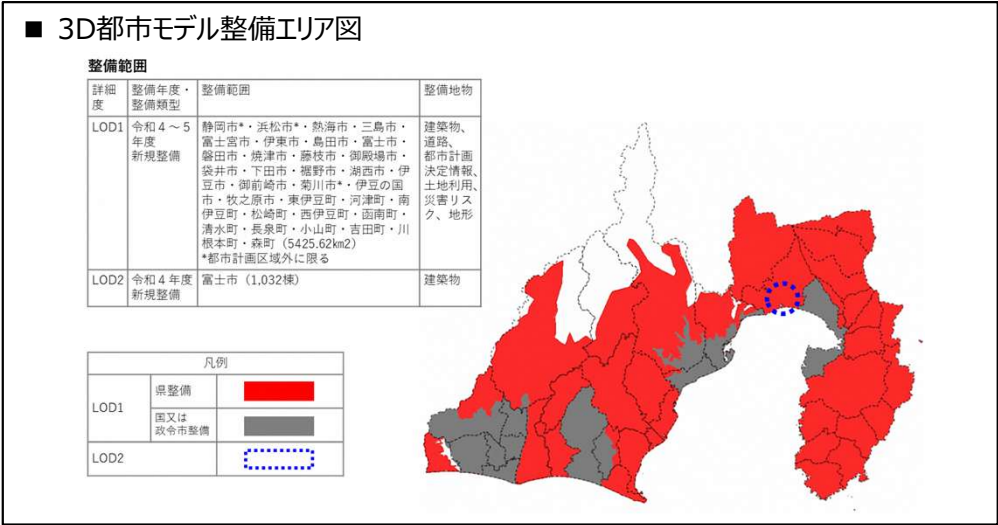 ■ 3D都市モデル整備エリア図
整備範囲
詳細度
整備年度・整備類型
整備範囲
整備地物
LOD1
令和4～5
年度
新規整備
静岡市*・浜松市*・熱海市・三島市・
富士宮市・伊東市・島田市・富士市・
磐田市・焼津市・藤枝市・御殿場市・
袋井市・下田市・裾野市・湖西市・伊
豆市・御前崎市・菊川市*・伊豆の国
市・牧之原市・東伊豆町・河津町・南
伊豆町・松崎町・西伊豆町・函南町・
清水町・長泉町・小山町・吉田町・川
根本町・森町（5425.62km2）
*都市計画区域外に限る
建築物、
道路、
都市計画
決定情報、
土地利用、
災害リス
ク、地形
LOD2
令和4年度
新規整備
富士市（1,032棟）
建築物
凡例
LOD1
県整備
国又は
政令市整備
LOD2